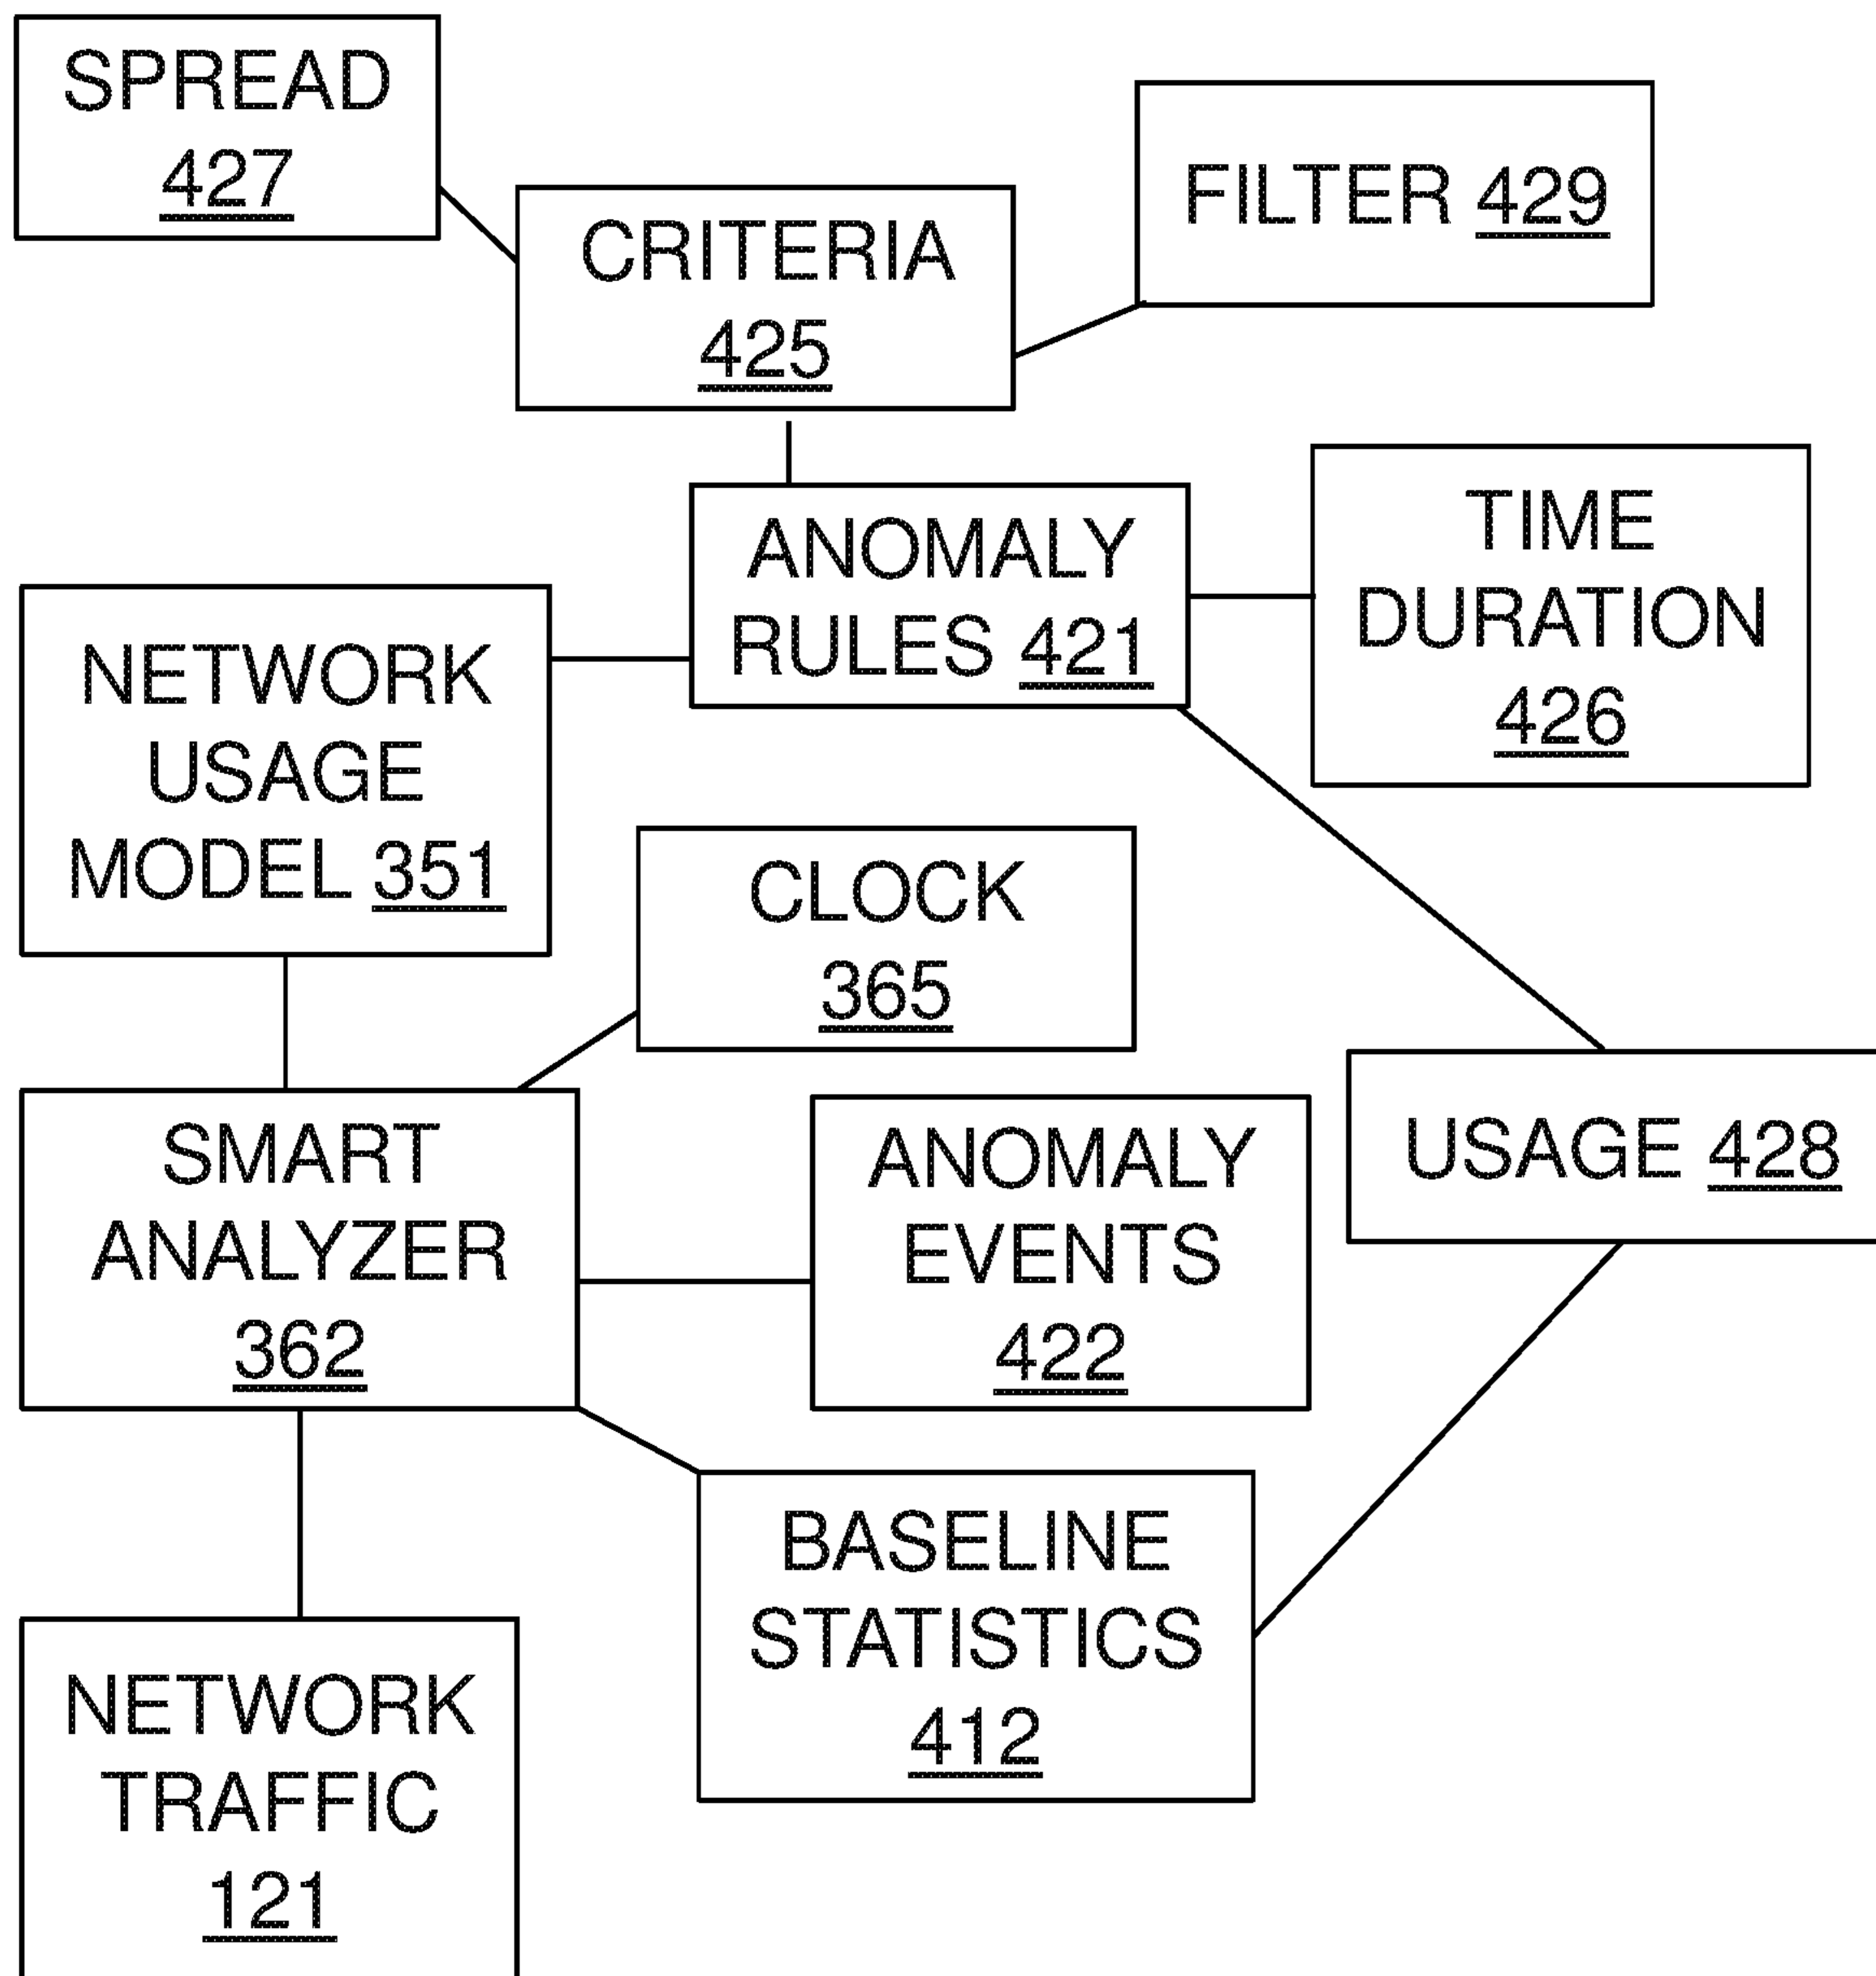 SPREAD
427
FILTER 429
CRITERIA
425
ANOMALY
RULES 421
TIME
DURATION
426
NETWORK
USAGE
MODEL 351
CLOCK
365
SMART
ANALYZER
362
ANOMALY
EVENTS
422
USAGE 428
BASELINE
STATISTICS
412
NETWORK
TRAFFIC
121